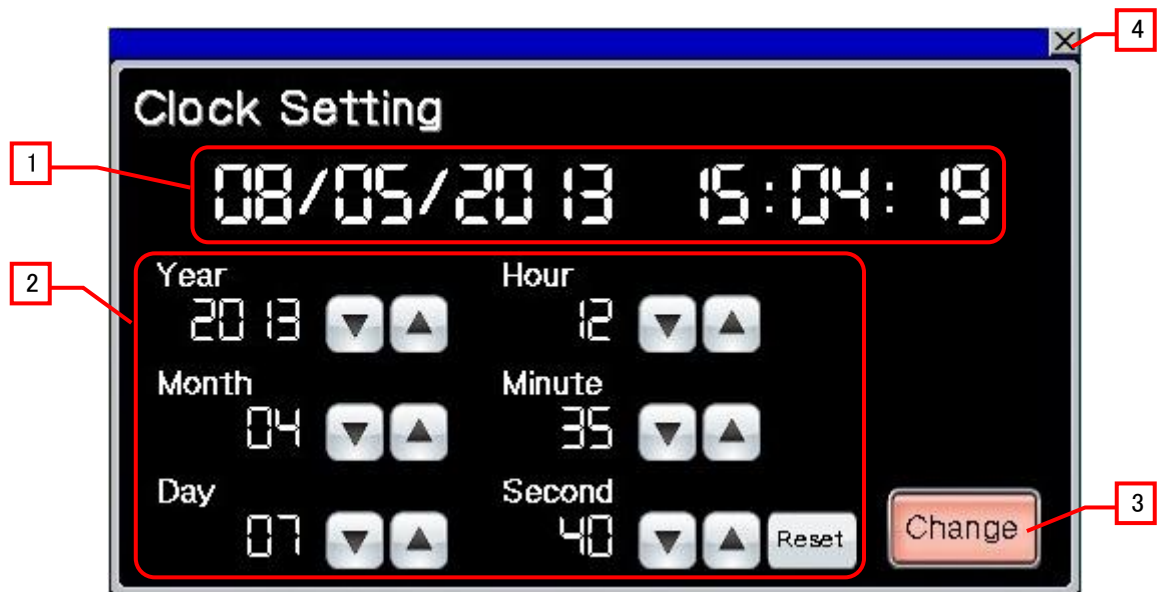 4
Clock Setting
1
08/05/2013 15:04:19
2
Year Hour
2013 ▼ ▲ 12 ▼ ▲
Month Minute
04 ▼ ▲ 35 ▼ ▲
Day Second
07 ▼ ▲ 40 ▼ ▲ Reset
Change
3